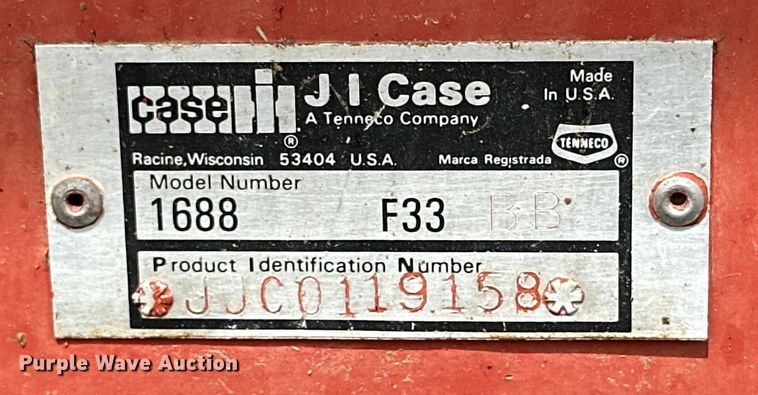 case IH ® J I Case
A Tenneco Company
Made
In U.S.A.
TENNECO ®
Racine, Wisconsin 53404 U.S.A. Marca Registrada
Model Number
1688 F33
Product Identification Number
JJC0119158
Purple Wave Auction